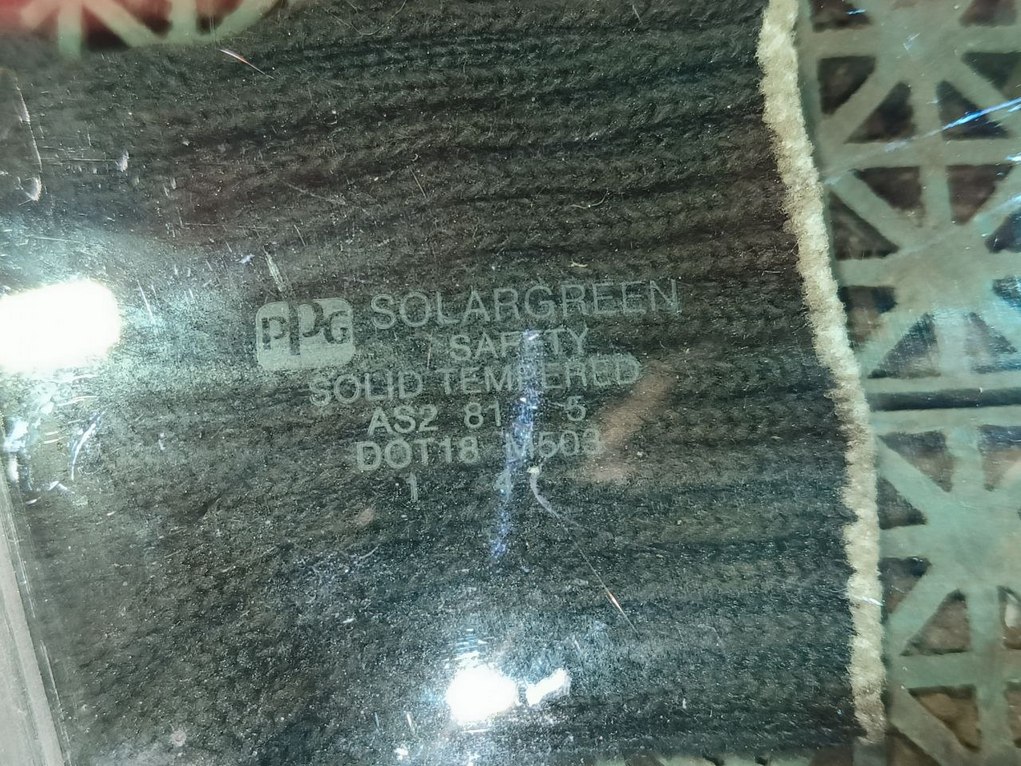 PPG SOLARGREEN
SAFETY
SOLID TEMPERED
AS2 81 5
DOT18 M503
1